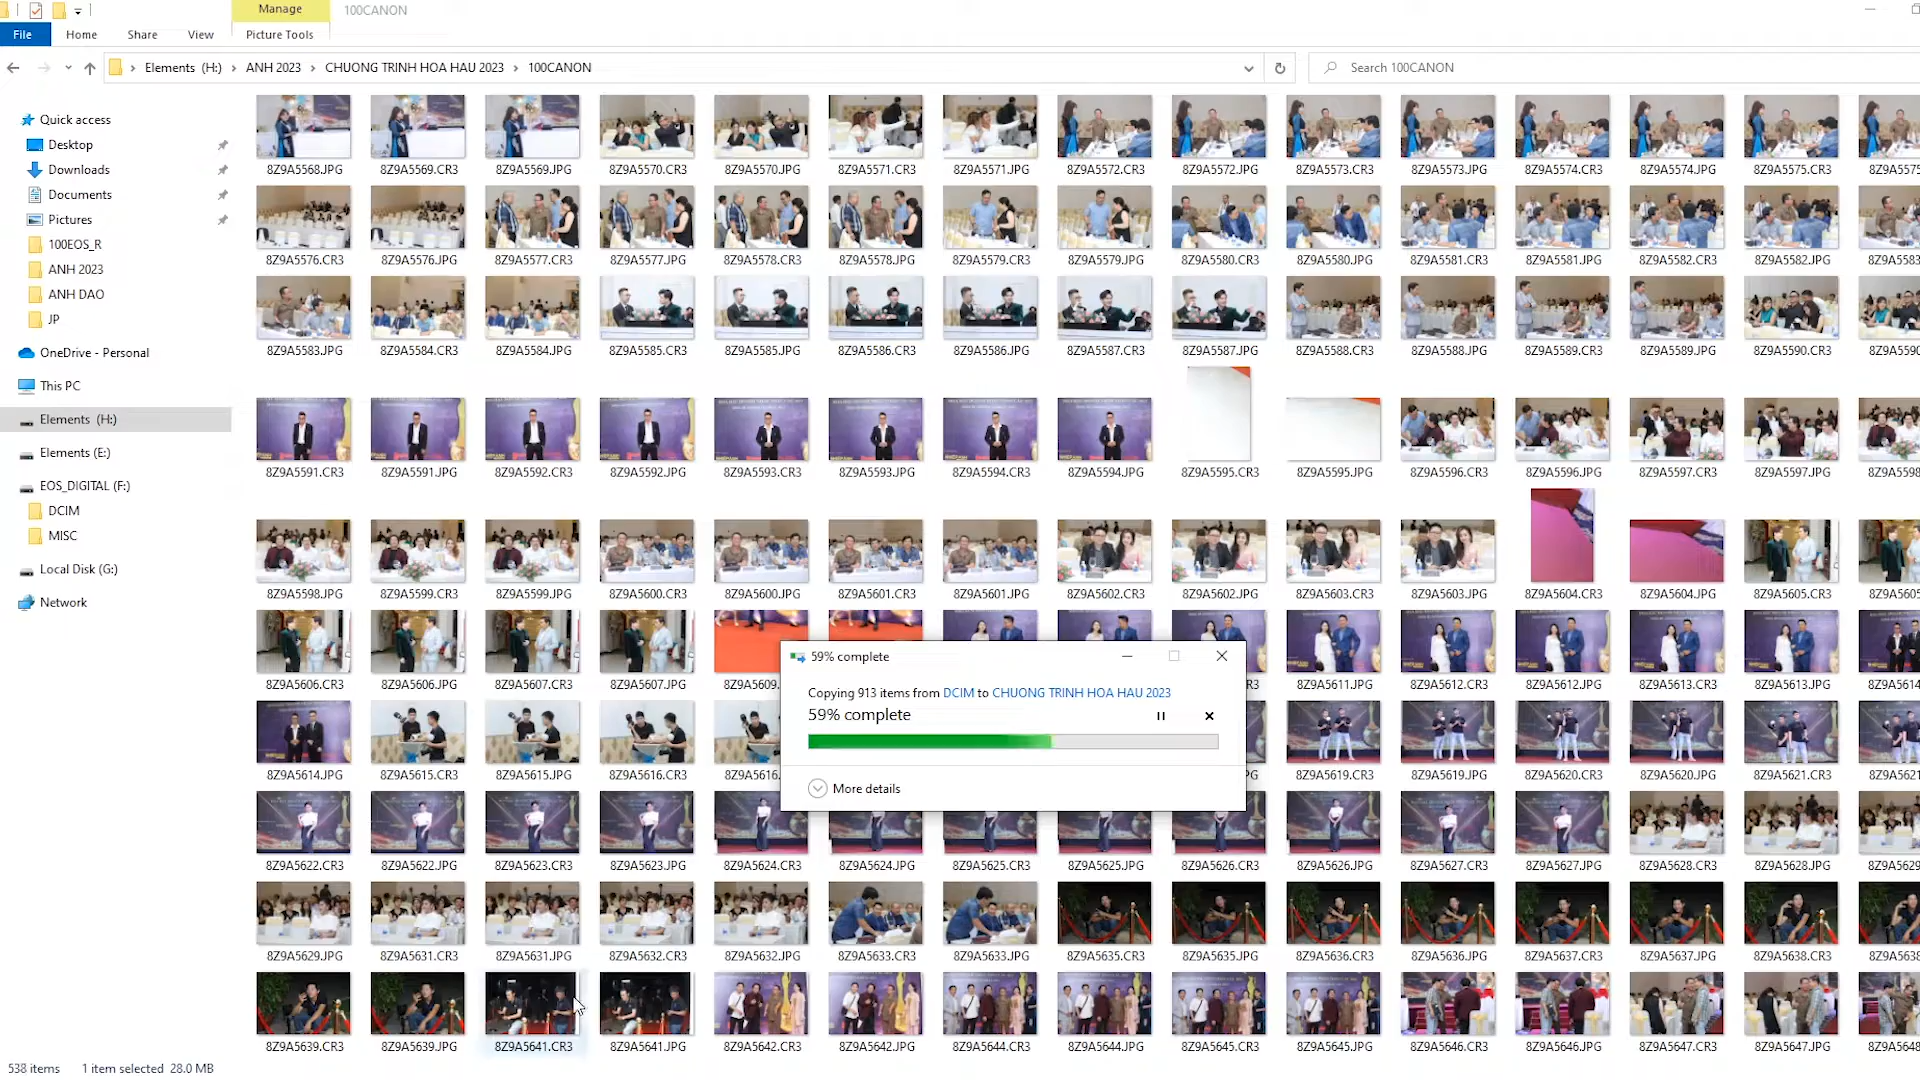 Manage
100CANON
File
Home
Share
View
Picture Tools
Elements (H:)
ANH 2023
CHUONG TRINH HOA HAU 2023
100CANON
Search 100CANON
Quick access
Desktop
Downloads
Documents
Pictures
100EOS_R
ANH 2023
ANH DAO
JP
OneDrive - Personal
This PC
Elements (H:)
Elements (E:)
EOS_DIGITAL (F:)
DCIM
MISC
Local Disk (G:)
Network
8Z9A5568.JPG 8Z9A5569.CR3 8Z9A5569.JPG 8Z9A5570.CR3 8Z9A5570.JPG 8Z9A5571.CR3 8Z9A5571.JPG 8Z9A5572.CR3 8Z9A5572.JPG 8Z9A5573.CR3 8Z9A5573.JPG 8Z9A5574.CR3 8Z9A5574.JPG 8Z9A5575.CR3 8Z9A5575
8Z9A5576.CR3 8Z9A5576.JPG 8Z9A5577.CR3 8Z9A5577.JPG 8Z9A5578.CR3 8Z9A5578.JPG 8Z9A5579.CR3 8Z9A5579.JPG 8Z9A5580.CR3 8Z9A5580.JPG 8Z9A5581.CR3 8Z9A5581.JPG 8Z9A5582.CR3 8Z9A5582.JPG 8Z9A5583
8Z9A5583.JPG 8Z9A5584.CR3 8Z9A5584.JPG 8Z9A5585.CR3 8Z9A5585.JPG 8Z9A5586.CR3 8Z9A5586.JPG 8Z9A5587.CR3 8Z9A5587.JPG 8Z9A5588.CR3 8Z9A5588.JPG 8Z9A5589.CR3 8Z9A5589.JPG 8Z9A5590.CR3 8Z9A5590
8Z9A5591.CR3 8Z9A5591.JPG 8Z9A5592.CR3 8Z9A5592.JPG 8Z9A5593.CR3 8Z9A5593.JPG 8Z9A5594.CR3 8Z9A5594.JPG 8Z9A5595.CR3 8Z9A5595.JPG 8Z9A5596.CR3 8Z9A5596.JPG 8Z9A5597.CR3 8Z9A5597.JPG 8Z9A5598
8Z9A5598.JPG 8Z9A5599.CR3 8Z9A5599.JPG 8Z9A5600.CR3 8Z9A5600.JPG 8Z9A5601.CR3 8Z9A5601.JPG 8Z9A5602.CR3 8Z9A5602.JPG 8Z9A5603.CR3 8Z9A5603.JPG 8Z9A5604.CR3 8Z9A5604.JPG 8Z9A5605.CR3 8Z9A5605
8Z9A5606.CR3 8Z9A5606.JPG 8Z9A5607.CR3 8Z9A5607.JPG 8Z9A5609. R3 8Z9A5611.JPG 8Z9A5612.CR3 8Z9A5612.JPG 8Z9A5613.CR3 8Z9A5613.JPG 8Z9A5614
8Z9A5614.JPG 8Z9A5615.CR3 8Z9A5615.JPG 8Z9A5616.CR3 8Z9A5616. PG 8Z9A5619.CR3 8Z9A5619.JPG 8Z9A5620.CR3 8Z9A5620.JPG 8Z9A5621.CR3 8Z9A5621
59% complete
Copying 913 items from DCIM to CHUONG TRINH HOA HAU 2023
59% complete
More details
8Z9A5622.CR3 8Z9A5622.JPG 8Z9A5623.CR3 8Z9A5623.JPG 8Z9A5624.CR3 8Z9A5624.JPG 8Z9A5625.CR3 8Z9A5625.JPG 8Z9A5626.CR3 8Z9A5626.JPG 8Z9A5627.CR3 8Z9A5627.JPG 8Z9A5628.CR3 8Z9A5628.JPG 8Z9A5629
8Z9A5629.JPG 8Z9A5631.CR3 8Z9A5631.JPG 8Z9A5632.CR3 8Z9A5632.JPG 8Z9A5633.CR3 8Z9A5633.JPG 8Z9A5635.CR3 8Z9A5635.JPG 8Z9A5636.CR3 8Z9A5636.JPG 8Z9A5637.CR3 8Z9A5637.JPG 8Z9A5638.CR3 8Z9A5638
8Z9A5639.CR3 8Z9A5639.JPG 8Z9A5641.CR3 8Z9A5641.JPG 8Z9A5642.CR3 8Z9A5642.JPG 8Z9A5644.CR3 8Z9A5644.JPG 8Z9A5645.CR3 8Z9A5645.JPG 8Z9A5646.CR3 8Z9A5646.JPG 8Z9A5647.CR3 8Z9A5647.JPG 8Z9A5648
538 items 1 item selected 28.0 MB